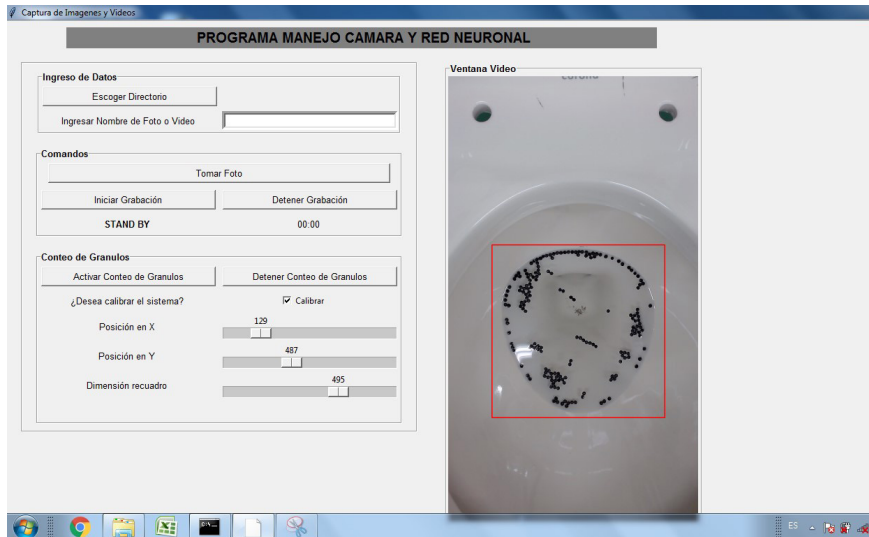 Captura de Imagenes y Videos
PROGRAMA MANEJO CAMARA Y RED NEURONAL
Ingreso de Datos
Escoger Directorio
Ingresar Nombre de Foto o Video
Comandos
Tomar Foto
Iniciar Grabación
Detener Grabación
STAND BY
00:00
Conteo de Granulos
Activar Conteo de Granulos
Detener Conteo de Granulos
¿Desea calibrar el sistema?
Calibrar
Posición en X
129
Posición en Y
487
Dimensión recuadro
495
Ventana Video
ES